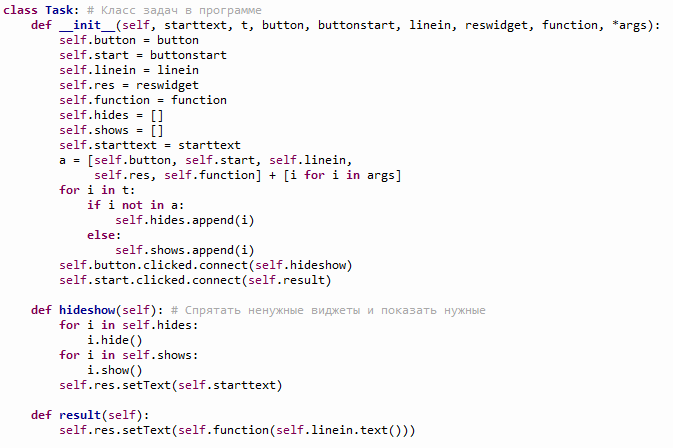 class Task: # Класс задач в программе
    def __init__(self, starttext, t, button, buttonstart, linein, reswidget, function, *args):
        self.button = button
        self.start = buttonstart
        self.linein = linein
        self.res = reswidget
        self.function = function
        self.hides = []
        self.shows = []
        self.starttext = starttext
        a = [self.button, self.start, self.linein,
             self.res, self.function] + [i for i in args]
        for i in t:
            if i not in a:
                self.hides.append(i)
            else:
                self.shows.append(i)
        self.button.clicked.connect(self.hideshow)
        self.start.clicked.connect(self.result)

    def hideshow(self): # Спрятать ненужные виджеты и показать нужные
        for i in self.hides:
            i.hide()
        for i in self.shows:
            i.show()
        self.res.setText(self.starttext)

    def result(self):
        self.res.setText(self.function(self.linein.text()))